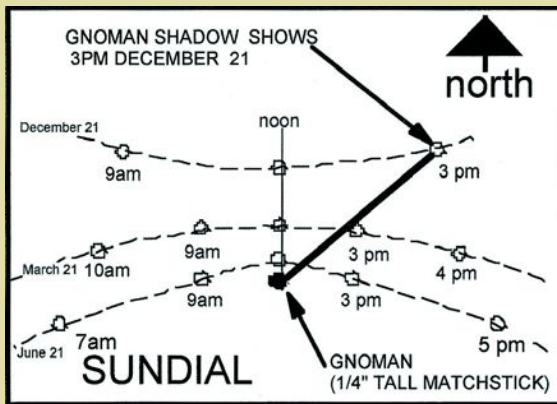 GNOMAN SHADOW SHOWS
3PM DECEMBER 21
north
December 21
noon
9am
3 pm
9am
3 pm
March 21
10am
4 pm
9am
3 pm
June 21
7am
5 pm
SUNDIAL
GNOMAN
(1/4" TALL MATCHSTICK)